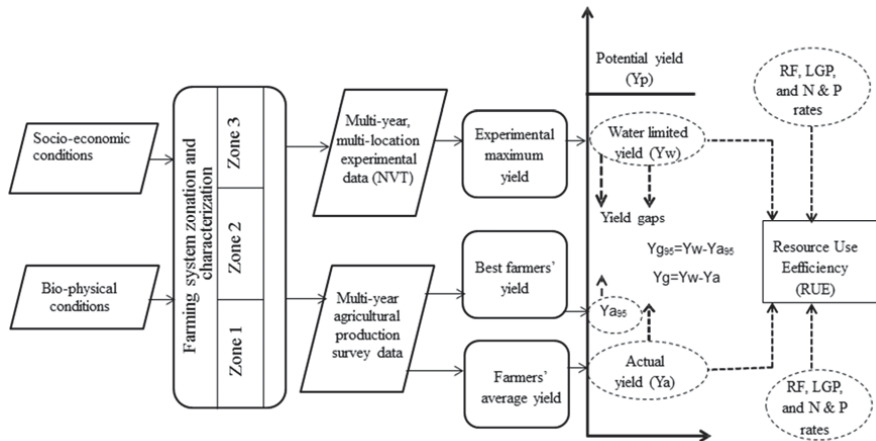 Socio-economic
conditions
Bio-physical
conditions
Farming system zonation and
characterization
Zone 3
Zone 2
Zone 1
Multi-year,
multi-location
experimental
data (NVT)
Multi-year
agricultural
production
survey data
Experimental
maximum
yield
Best farmers'
yield
Farmers'
average yield
Potential yield
(Yp)
Water limited
yield (Yw)
Yield gaps
Yg95=Yw-Ya95
Yg=Yw-Ya
Ya95
Actual
yield (Ya)
RF, LGP,
and N & P
rates
Resource Use
Eefficiency
(RUE)
RF, LGP,
and N & P
rates